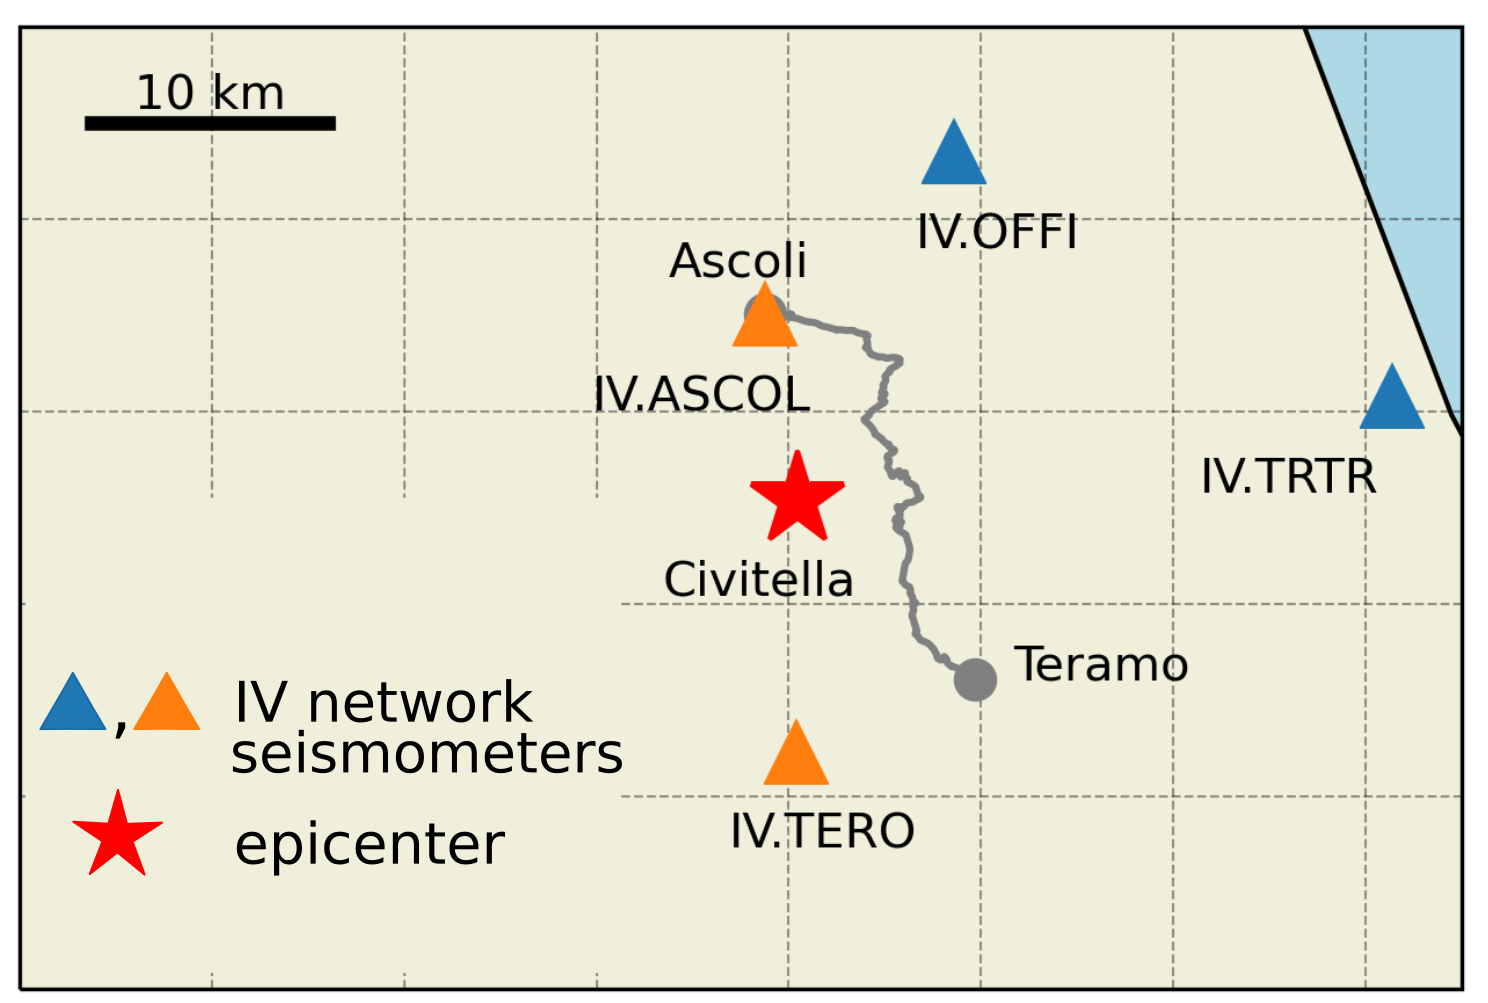 10 km
IV.OFFI
Ascoli
IV.ASCOL
IV.TRTR
Civitella
Teramo
, IV network
seismometers
IV.TERO
epicenter